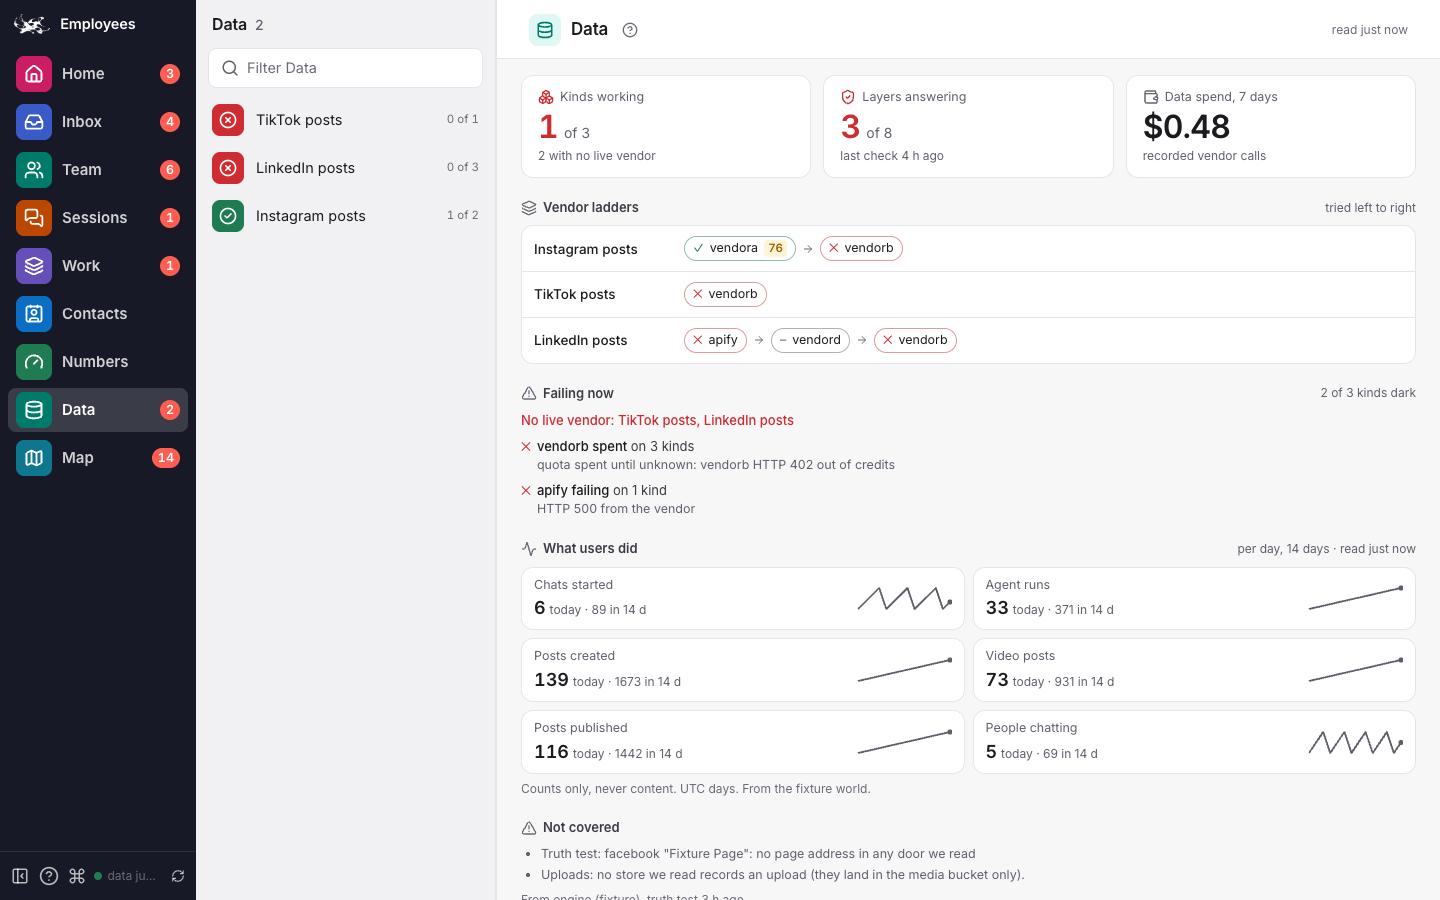 Employees
Home 3
Inbox 4
Team 6
Sessions 1
Work 1
Contacts
Numbers
Data 2
Map 14
data ju...
Data 2
Filter Data
TikTok posts 0 of 1
LinkedIn posts 0 of 3
Instagram posts 1 of 2
Data
read just now
Kinds working
1 of 3
2 with no live vendor
Layers answering
3 of 8
last check 4 h ago
Data spend, 7 days
$0.48
recorded vendor calls
Vendor ladders
tried left to right
Instagram posts vendora 76 → vendorb
TikTok posts vendorb
LinkedIn posts apify → vendord → vendorb
Failing now
2 of 3 kinds dark
No live vendor: TikTok posts, LinkedIn posts
vendorb spent on 3 kinds
quota spent until unknown: vendorb HTTP 402 out of credits
apify failing on 1 kind
HTTP 500 from the vendor
What users did
per day, 14 days · read just now
Chats started
6 today · 89 in 14 d
Agent runs
33 today · 371 in 14 d
Posts created
139 today · 1673 in 14 d
Video posts
73 today · 931 in 14 d
Posts published
116 today · 1442 in 14 d
People chatting
5 today · 69 in 14 d
Counts only, never content. UTC days. From the fixture world.
Not covered
• Truth test: facebook "Fixture Page": no page address in any door we read
• Uploads: no store we read records an upload (they land in the media bucket only).
From engine (fixture), truth test 3 h ago